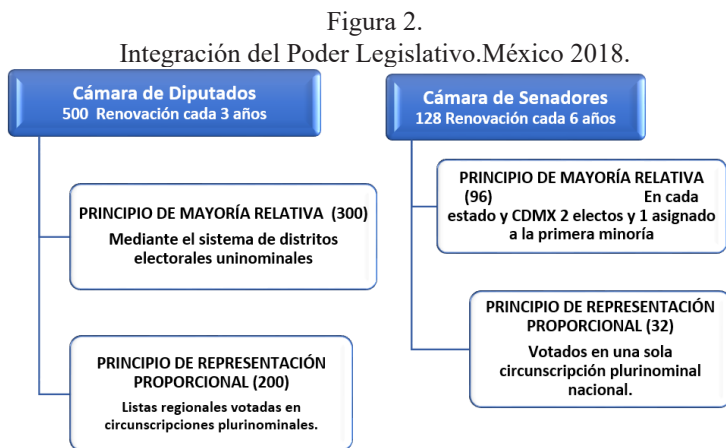 Figura 2.
Integración del Poder Legislativo.México 2018.
Cámara de Diputados
500 Renovación cada 3 años
PRINCIPIO DE MAYORÍA RELATIVA (300)
Mediante el sistema de distritos
electorales uninominales
PRINCIPIO DE REPRESENTACIÓN
PROPORCIONAL (200)
Listas regionales votadas en
circunscripciones plurinominales.
Cámara de Senadores
128 Renovación cada 6 años
PRINCIPIO DE MAYORÍA RELATIVA
(96) En cada
estado y CDMX 2 electos y 1 asignado
a la primera minoría
PRINCIPIO DE REPRESENTACIÓN
PROPORCIONAL (32)
Votados en una sola
circunscripción plurinominal
nacional.